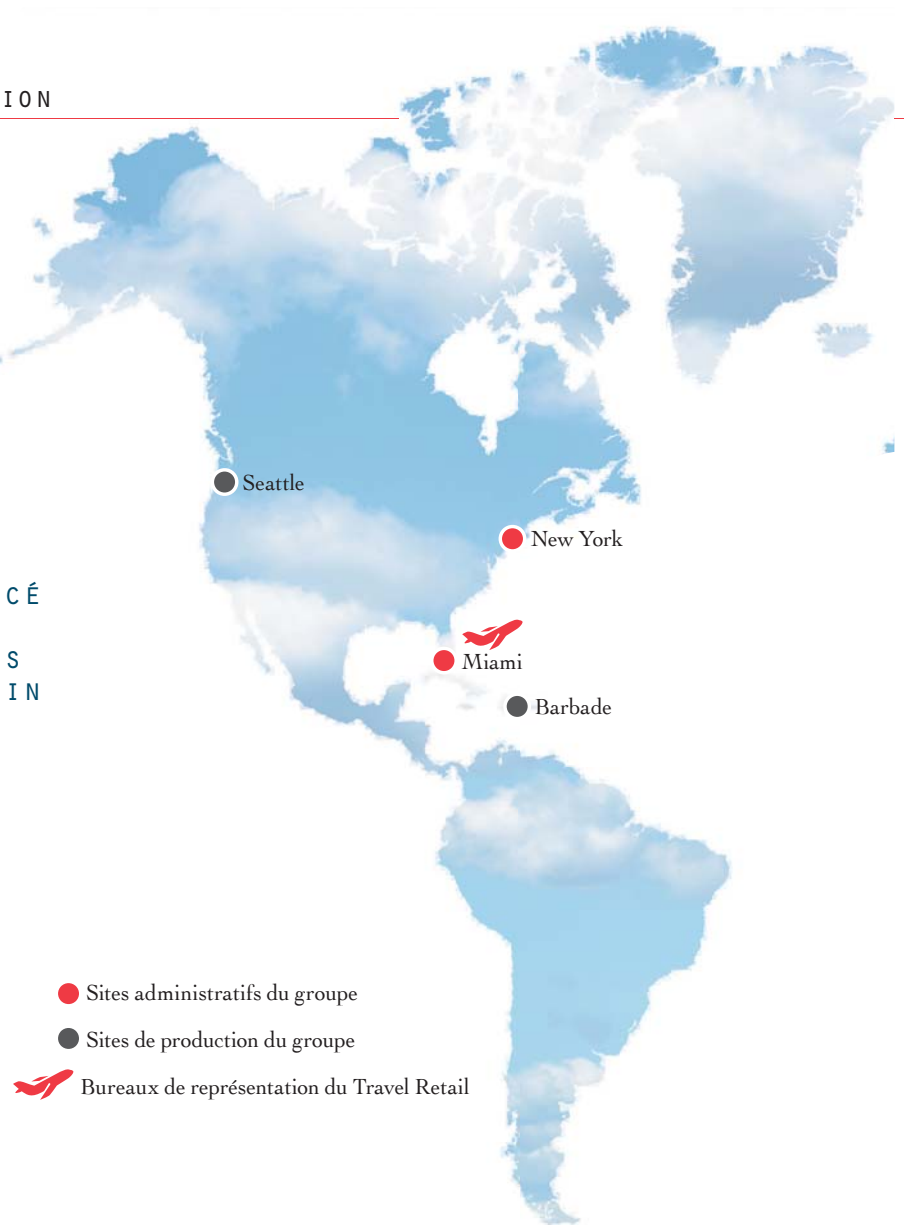 ION
Seattle
New York
CÉ
S
IN
Miami
Barbade
Sites administratifs du groupe
Sites de production du groupe
Bureaux de représentation du Travel Retail